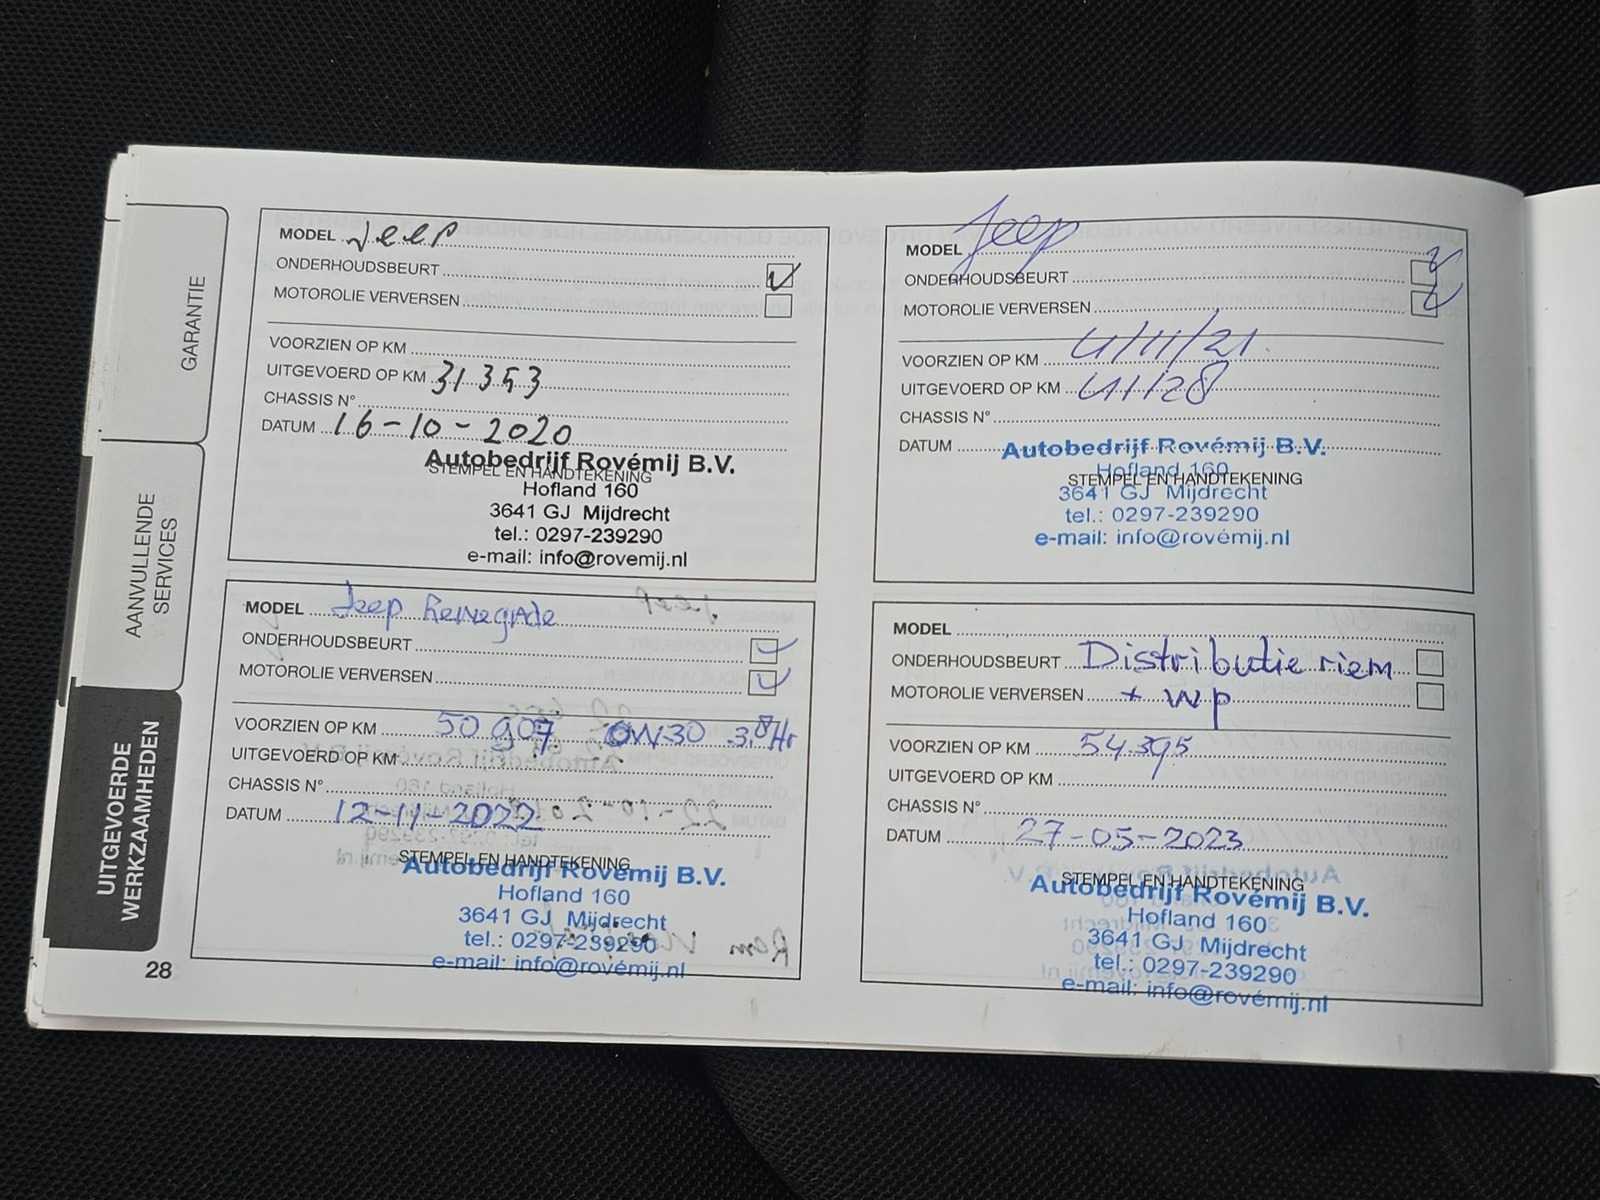 GARANTIE
AANVULLENDE
SERVICES
UITGEVOERDE
WERKZAAMHEDEN
28
MODEL Jeep
ONDERHOUDSBEURT
MOTOROLIE VERVERSEN
VOORZIEN OP KM
UITGEVOERD OP KM 31353
CHASSIS N°
DATUM 16-10-2020
STEMPEL EN HANDTEKENING
Autobedrijf Rovémij B.V.
Hofland 160
3641 GJ Mijdrecht
tel.: 0297-239290
e-mail: info@rovemij.nl
MODEL Jeep
ONDERHOUDSBEURT
MOTOROLIE VERVERSEN
VOORZIEN OP KM
UITGEVOERD OP KM
CHASSIS N°
DATUM
STEMPEL EN HANDTEKENING
Autobedrijf Rovémij B.V.
Hofland 160
3641 GJ Mijdrecht
tel.: 0297-239290
e-mail: info@rovemij.nl
MODEL Jeep Renegade
ONDERHOUDSBEURT
MOTOROLIE VERVERSEN
VOORZIEN OP KM 50907 0W30 3.8 ltr
UITGEVOERD OP KM
CHASSIS N°
DATUM 12-11-2022
STEMPEL EN HANDTEKENING
Autobedrijf Rovémij B.V.
Hofland 160
3641 GJ Mijdrecht
tel.: 0297-239290
e-mail: info@rovémij.nl
MODEL
ONDERHOUDSBEURT Distributie riem
MOTOROLIE VERVERSEN + wp
VOORZIEN OP KM 54395
UITGEVOERD OP KM
CHASSIS N°
DATUM 27-05-2023
STEMPEL EN HANDTEKENING
Autobedrijf Rovémij B.V.
Hofland 160
3641 GJ Mijdrecht
tel.: 0297-239290
e-mail: info@rovémij.nl